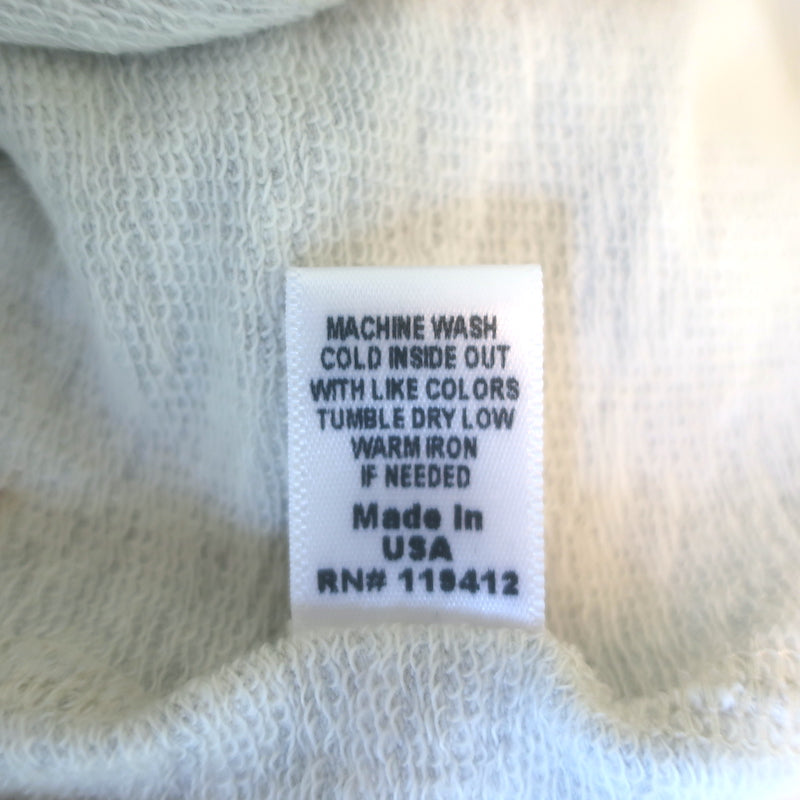 MACHINE WASH
COLD INSIDE OUT
WITH LIKE COLORS
TUMBLE DRY LOW
WARM IRON
IF NEEDED
Made In
USA
RN# 119412